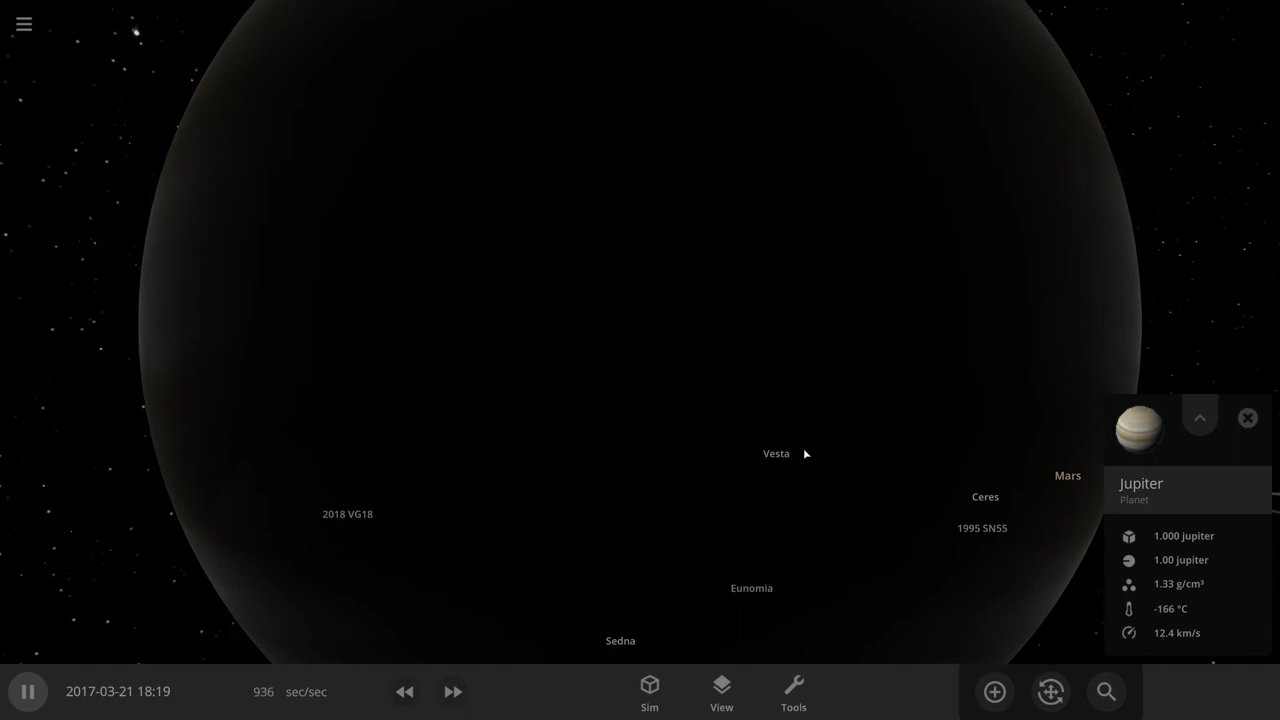 Vesta
Mars
Ceres
2018 VG18
1995 SN55
Eunomia
Sedna
Jupiter
Planet
1.000 jupiter
1.00 jupiter
1.33 g/cm³
-166 °C
12.4 km/s
2017-03-21 18:19
936 sec/sec
Sim
View
Tools